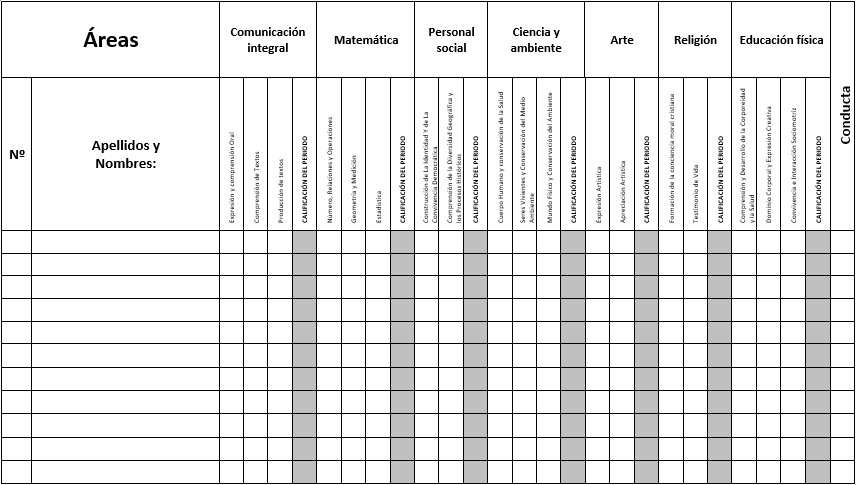 Áreas
Comunicación
integral
Matemática
Personal
social
Ciencia y
ambiente
Arte
Religión
Educación física
Conducta
Nº
Apellidos y
Nombres:
Expresión y comprensión Oral
Comprensión de Textos
Producción de textos
CALIFICACIÓN DEL PERIODO
Número, Relaciones y Operaciones
Geometría y Medición
Estadística
CALIFICACIÓN DEL PERIODO
Construcción de La Identidad Y de La
Convivencia Democrática
Comprensión de la Diversidad Geográfica y
los Procesos Históricos
CALIFICACIÓN DEL PERIODO
Cuerpo Humano y conservación de la Salud
Seres Vivientes y Conservación del Medio
Ambiente
Mundo Físico y Conservación del Ambiente
CALIFICACIÓN DEL PERIODO
Expresión Artística
Apreciación Artística
CALIFICACIÓN DEL PERIODO
Formación de la conciencia moral cristiana
Testimonio de Vida
CALIFICACIÓN DEL PERIODO
Comprensión y Desarrollo de la Corporeidad
y la Salud
Dominio Corporal y Expresión Creativa
Convivencia e Interacción Sociomotriz
CALIFICACIÓN DEL PERIODO